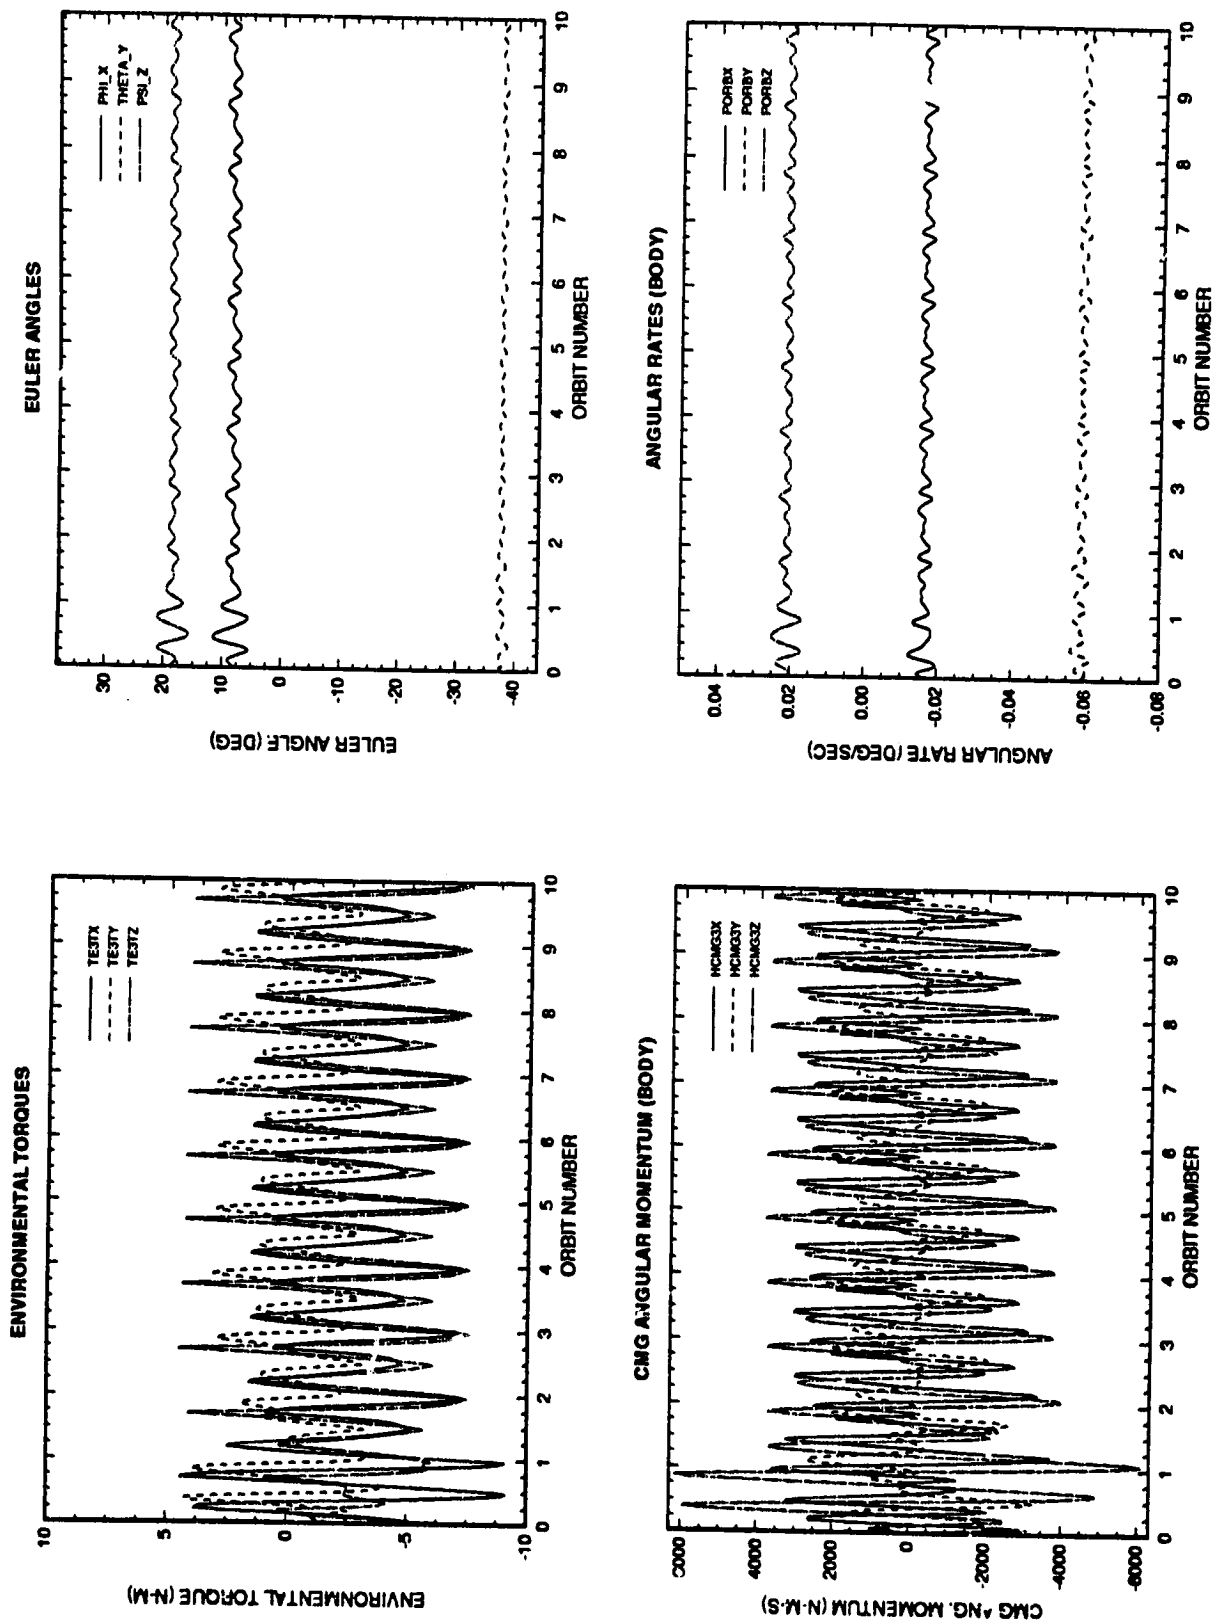 ENVIRONMENTAL TORQUES
ENVIRONMENTAL TORQUE (N-M)
10
5
0
-5
-10
TE3TX
TE3TY
TE3TZ
0
1
2
3
4
5
6
7
8
9
10
ORBIT NUMBER
EULER ANGLES
EULER ANGLE (DEG)
30
20
10
0
-10
-20
-30
-40
PHI_X
THETA_Y
PSI_Z
0
1
2
3
4
5
6
7
8
9
10
ORBIT NUMBER
CMG ANGULAR MOMENTUM (BODY)
CMG ANG. MOMENTUM (N-M-S)
6000
4000
2000
0
-2000
-4000
-6000
HCMG3X
HCMG3Y
HCMG3Z
0
1
2
3
4
5
6
7
8
9
10
ORBIT NUMBER
ANGULAR RATES (BODY)
ANGULAR RATE (DEG/SEC)
0.04
0.02
0.00
-0.02
-0.04
-0.06
-0.08
PORBX
PORBY
PORBZ
0
1
2
3
4
5
6
7
8
9
10
ORBIT NUMBER